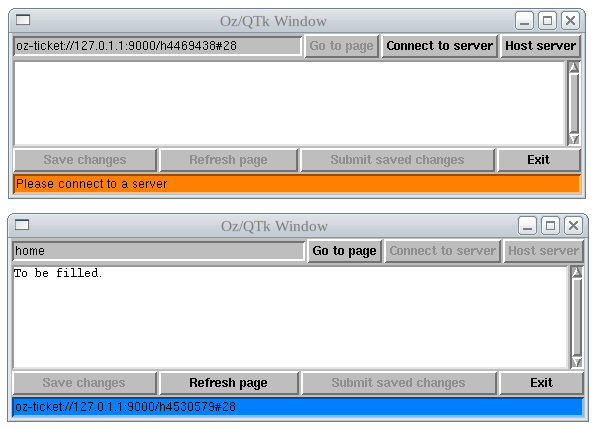 Oz/QTk Window
oz-ticket://127.0.1.1:9000/h4469438#28 Go to page Connect to server Host server
Save changes Refresh page Submit saved changes Exit
Please connect to a server
Oz/QTk Window
home Go to page Connect to server Host server
To be filled.
Save changes Refresh page Submit saved changes Exit
oz-ticket://127.0.1.1:9000/h4530579#28